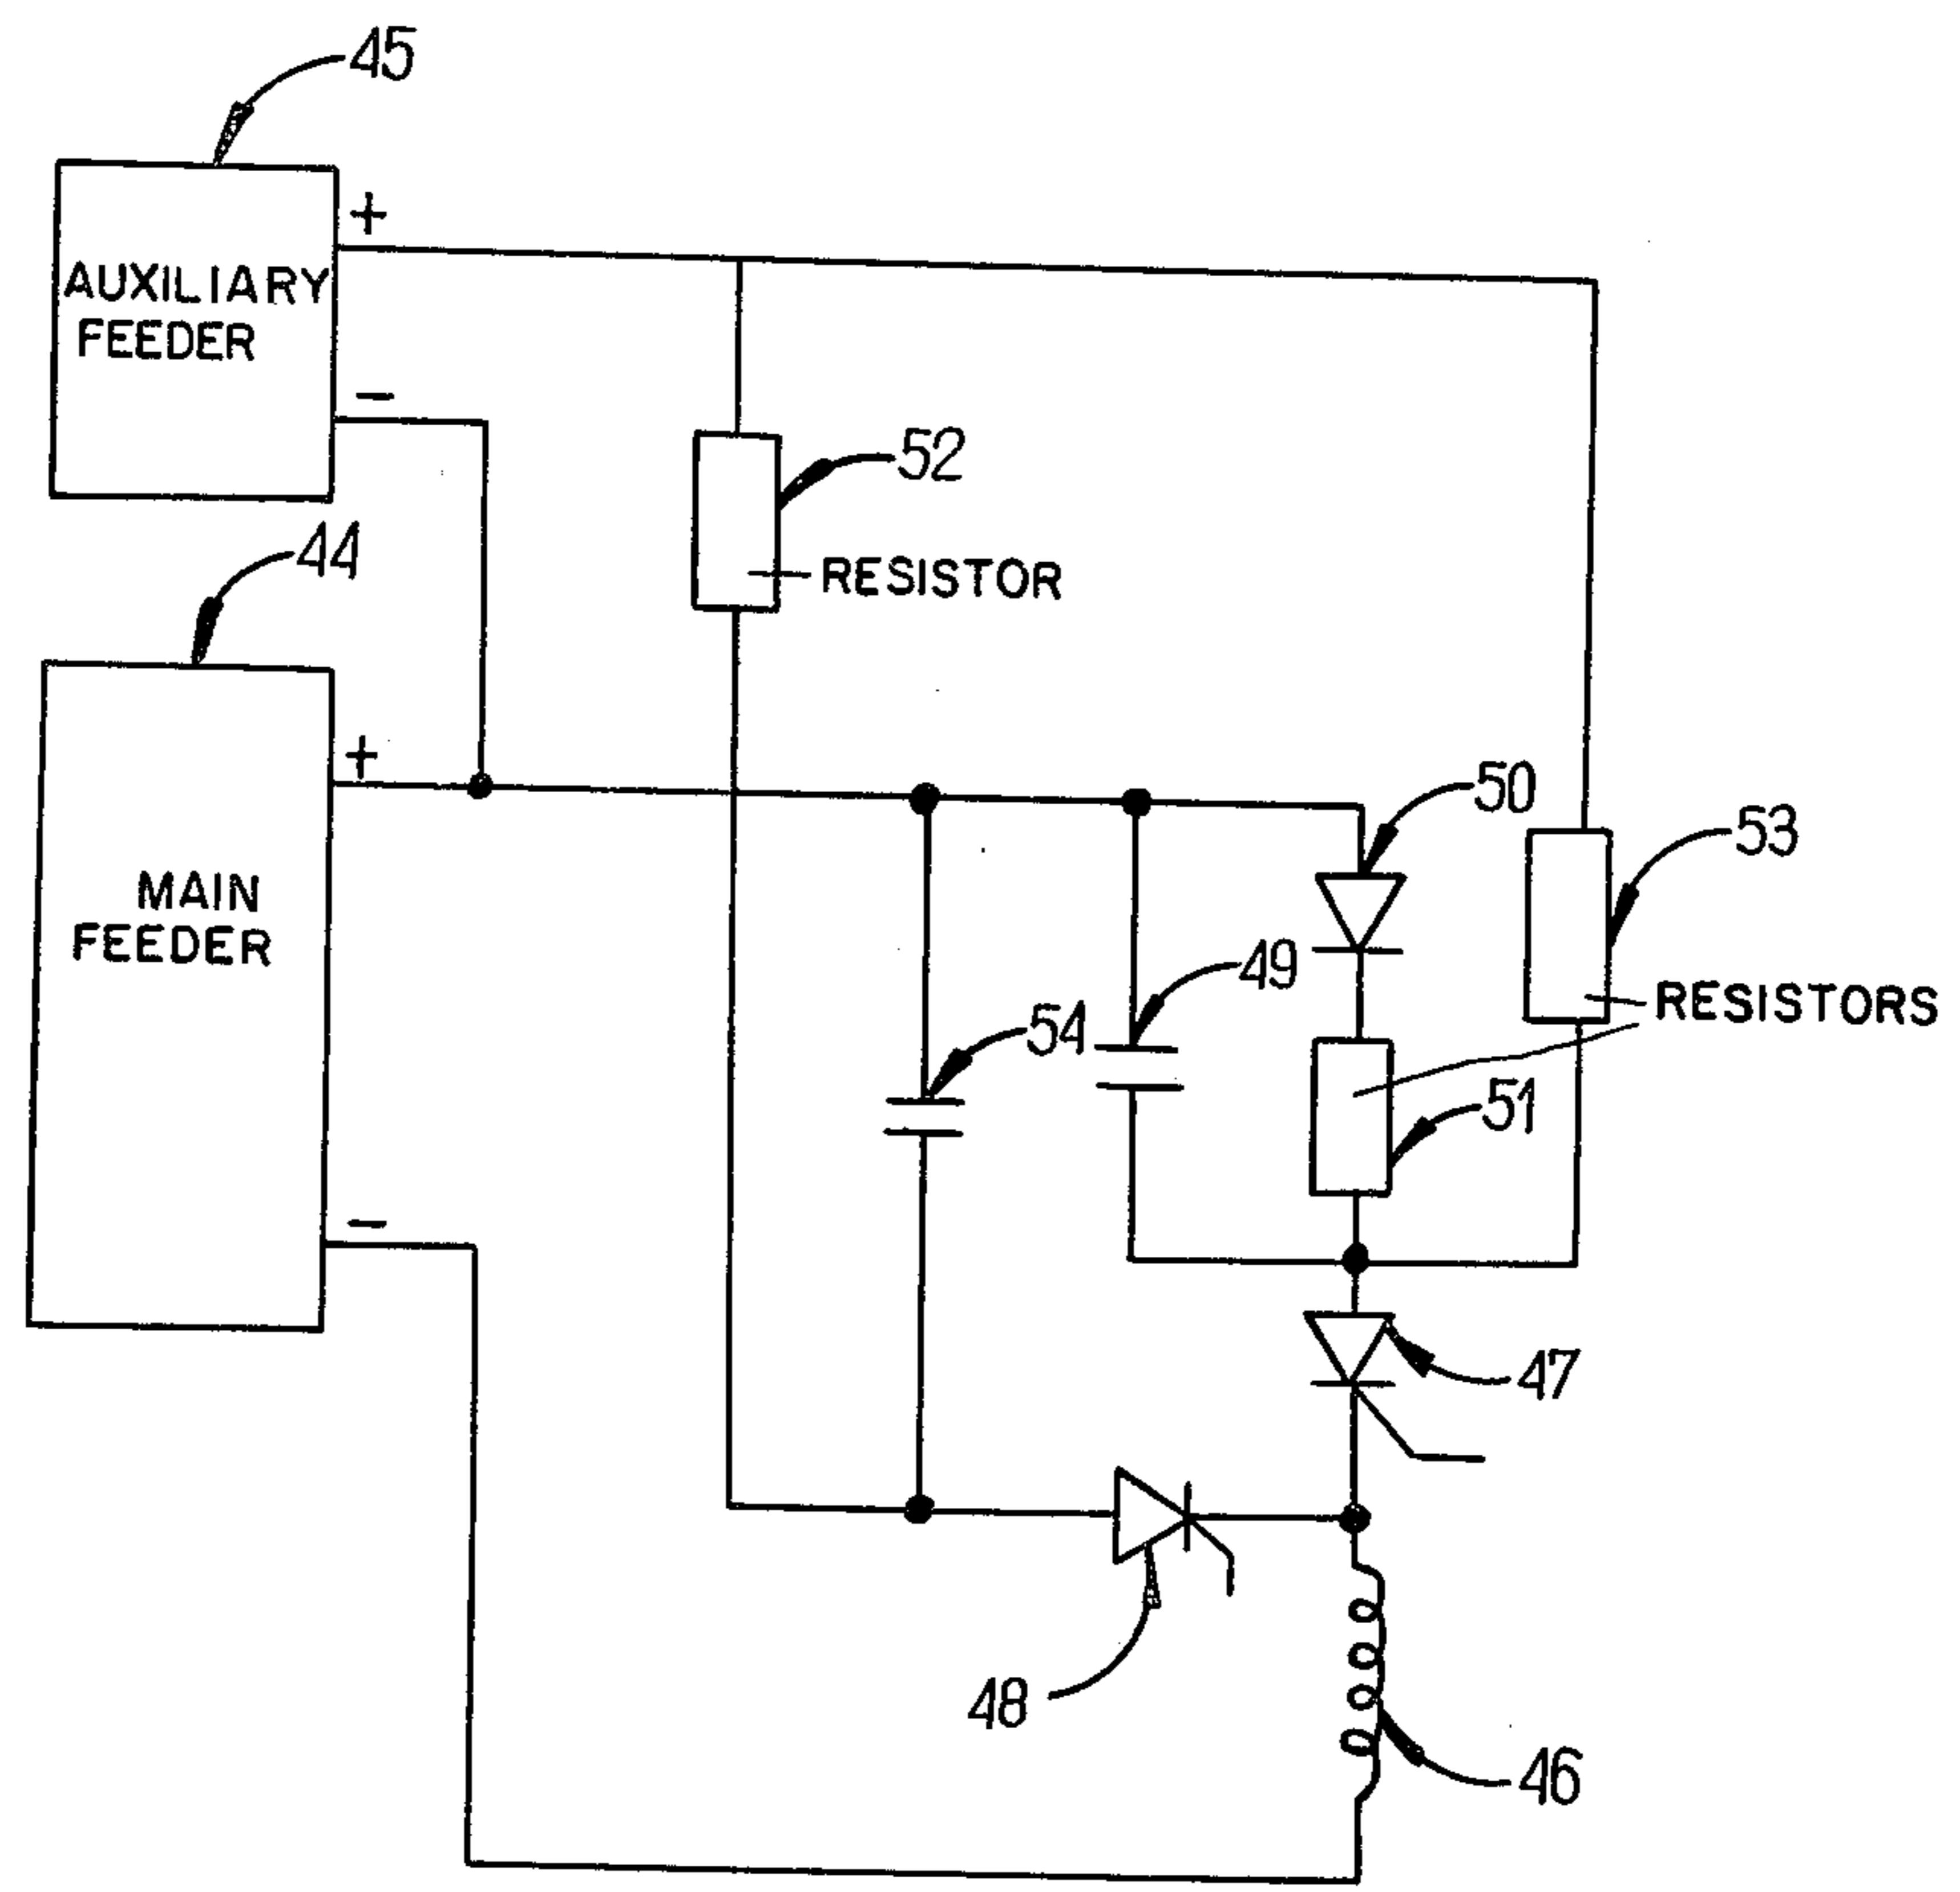 45
+
AUXILIARY
FEEDER
−
52
44
RESISTOR
+
50
53
MAIN
FEEDER
49
RESISTORS
54
51
−
47
48
46